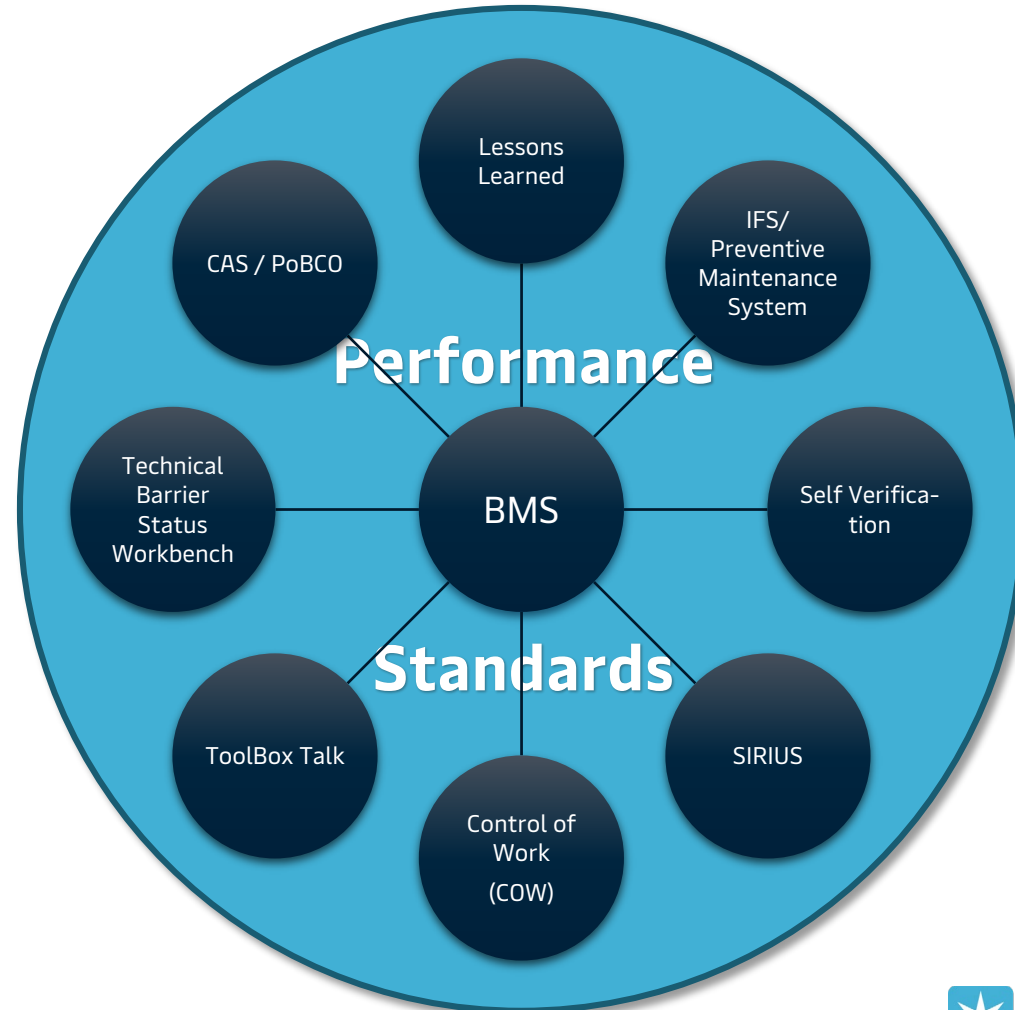 Lessons
Learned
IFS/
Preventive
Maintenance
System
CAS / PoBCO
Performance
Technical
Barrier
Status
Workbench
BMS
Self Verifica-
tion
Standards
ToolBox Talk
SIRIUS
Control of
Work
(COW)